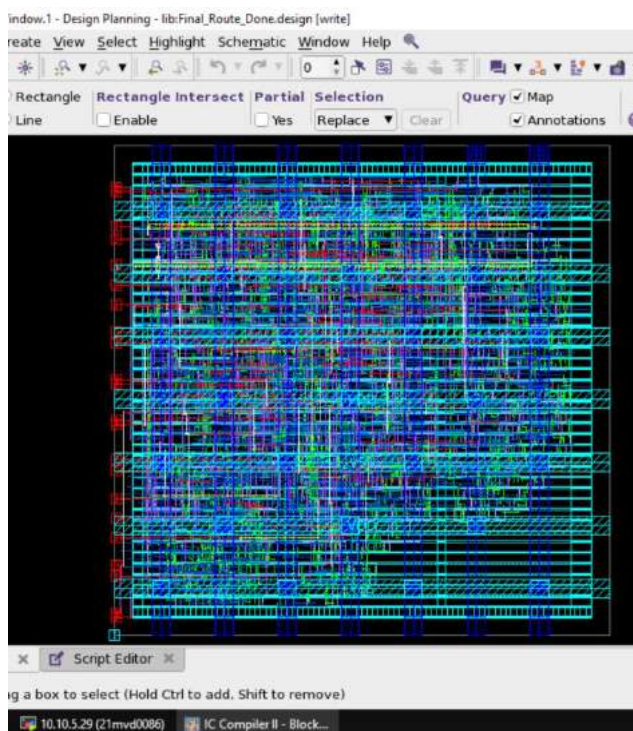 indow.1 - Design Planning - lib:Final_Route_Done.design [write]
reate View Select Highlight Schematic Window Help
0
Rectangle Rectangle Intersect Partial Selection Query Map
Line Enable Yes Replace Clear Annotations
Script Editor
g a box to select (Hold Ctrl to add, Shift to remove)
10.10.5.29 (21mvd0086) IC Compiler II - Block...